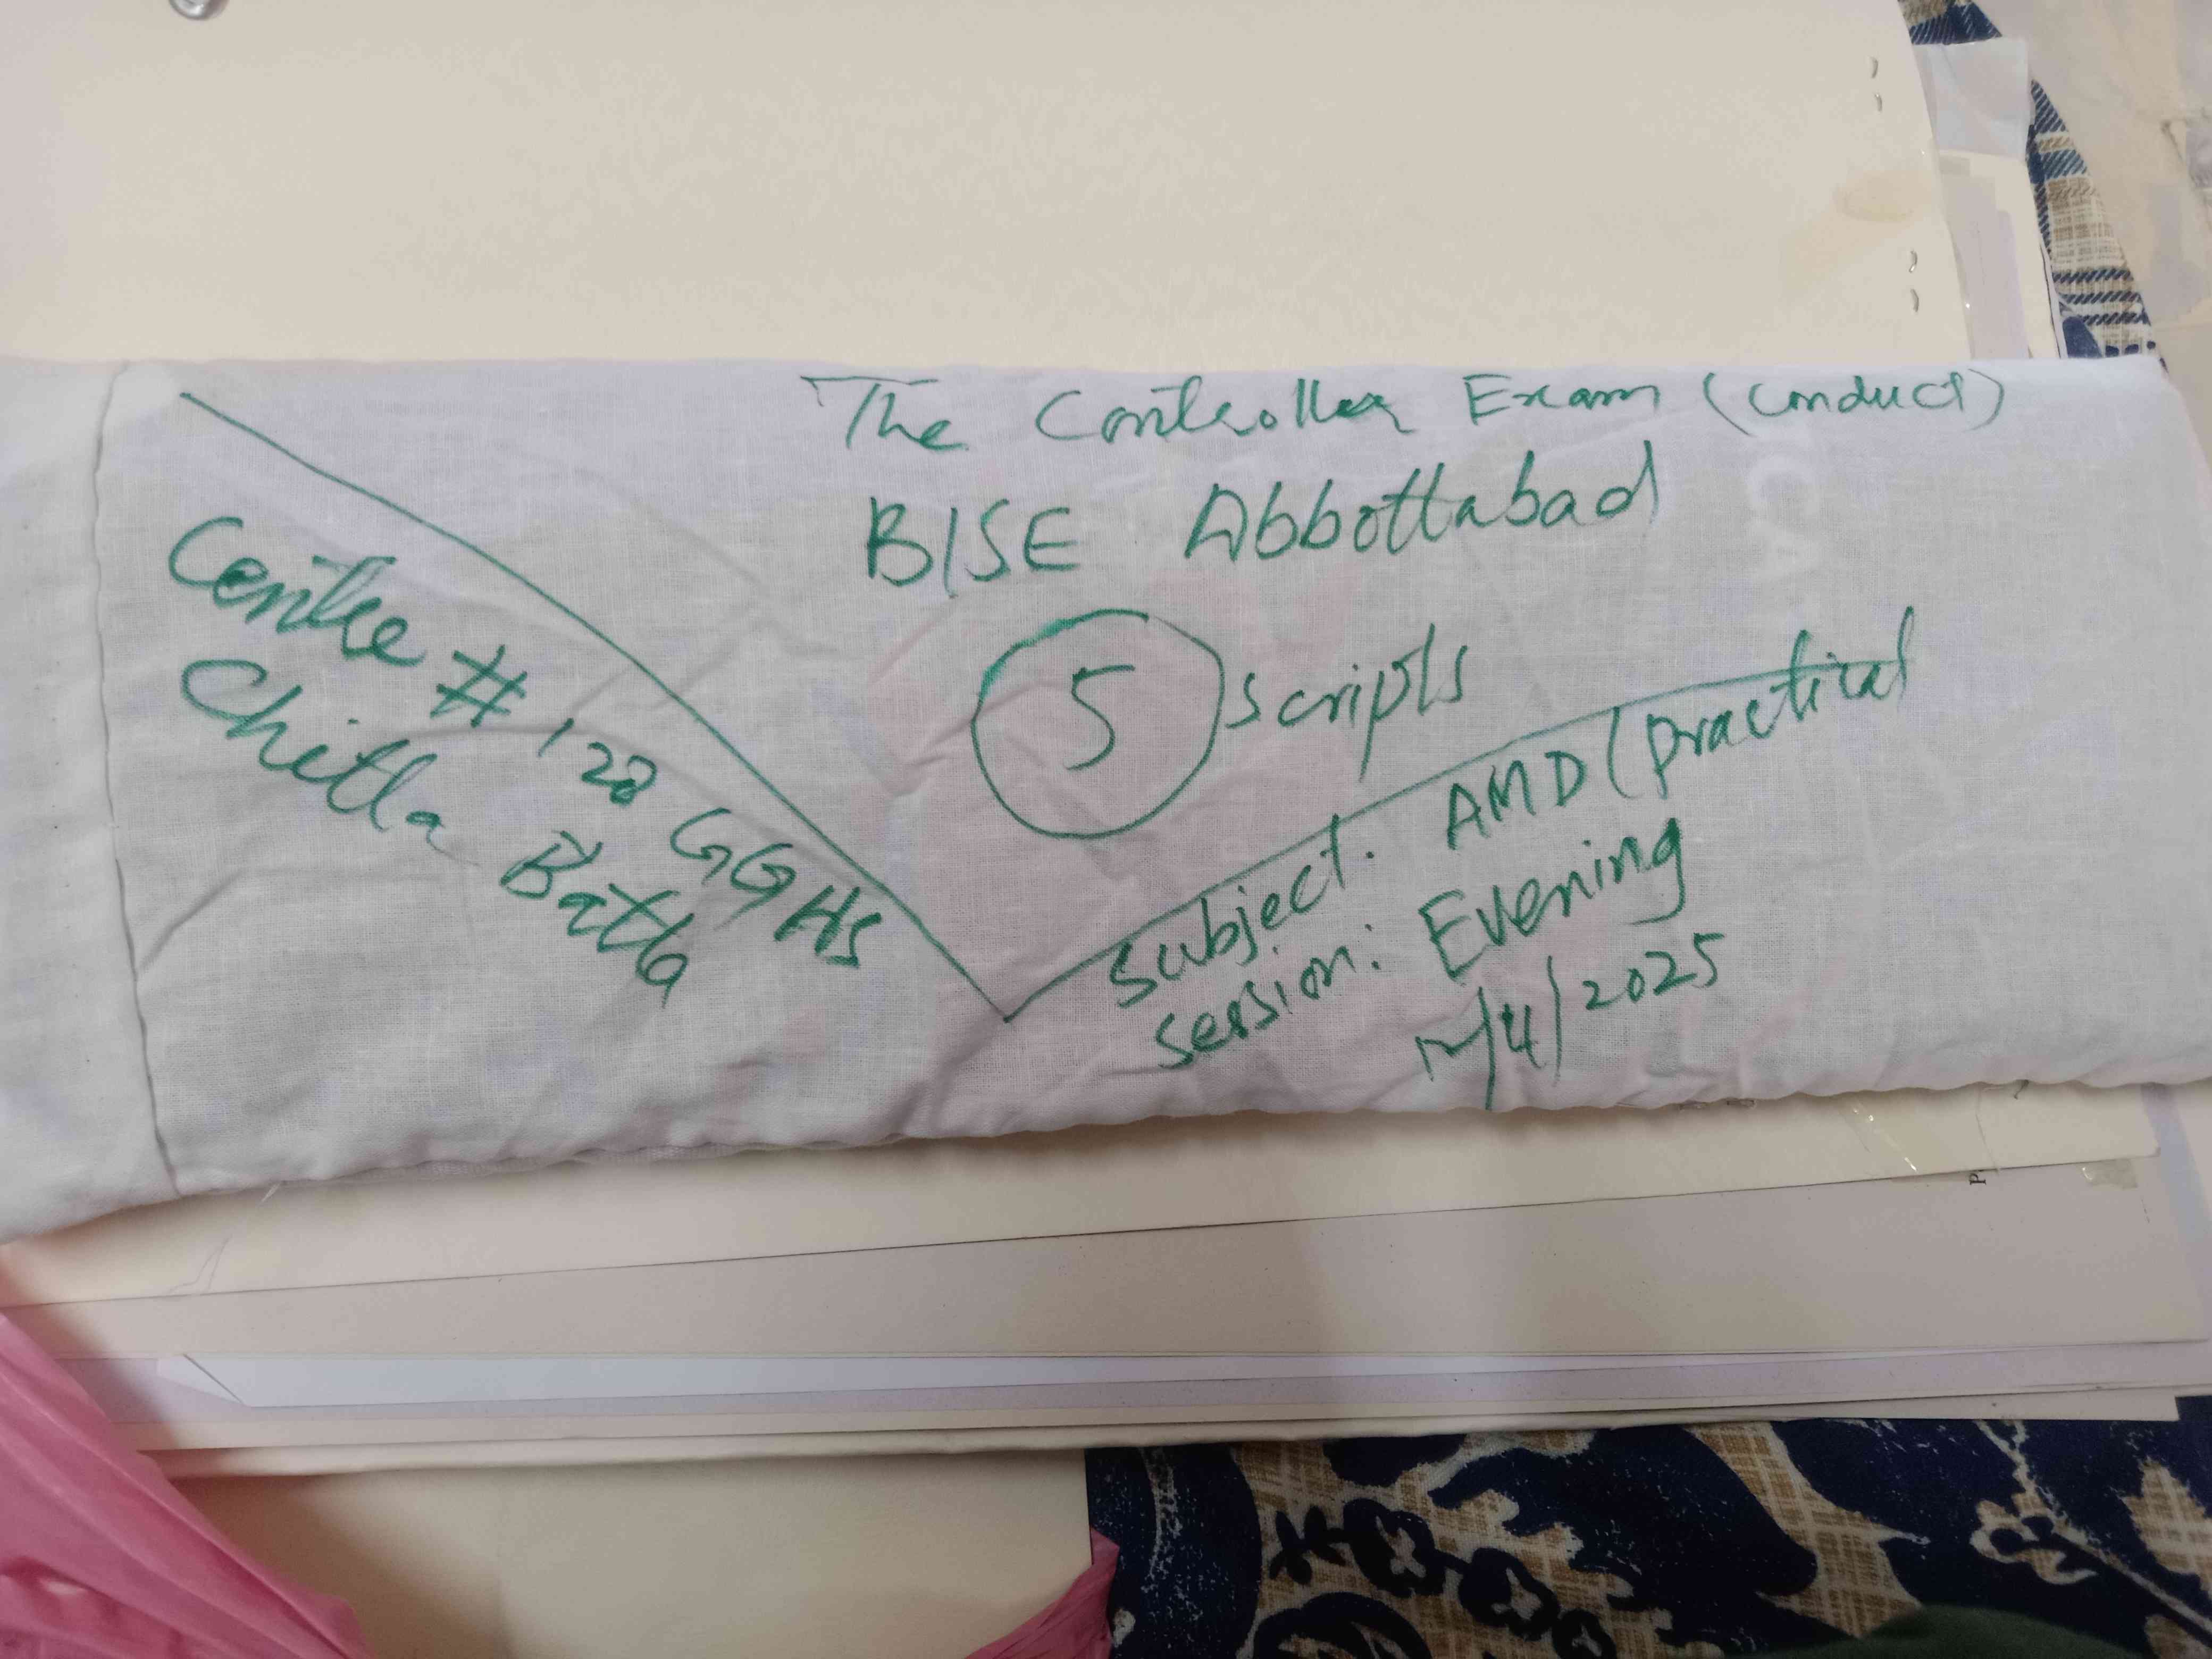 The Controller Exam (Conduct)
BISE Abbottabad
5 scripts
Centre # 128 GGHS
Chitta Batta
Subject. AMD (practical
Session: Evening
/4/2025
CA
P